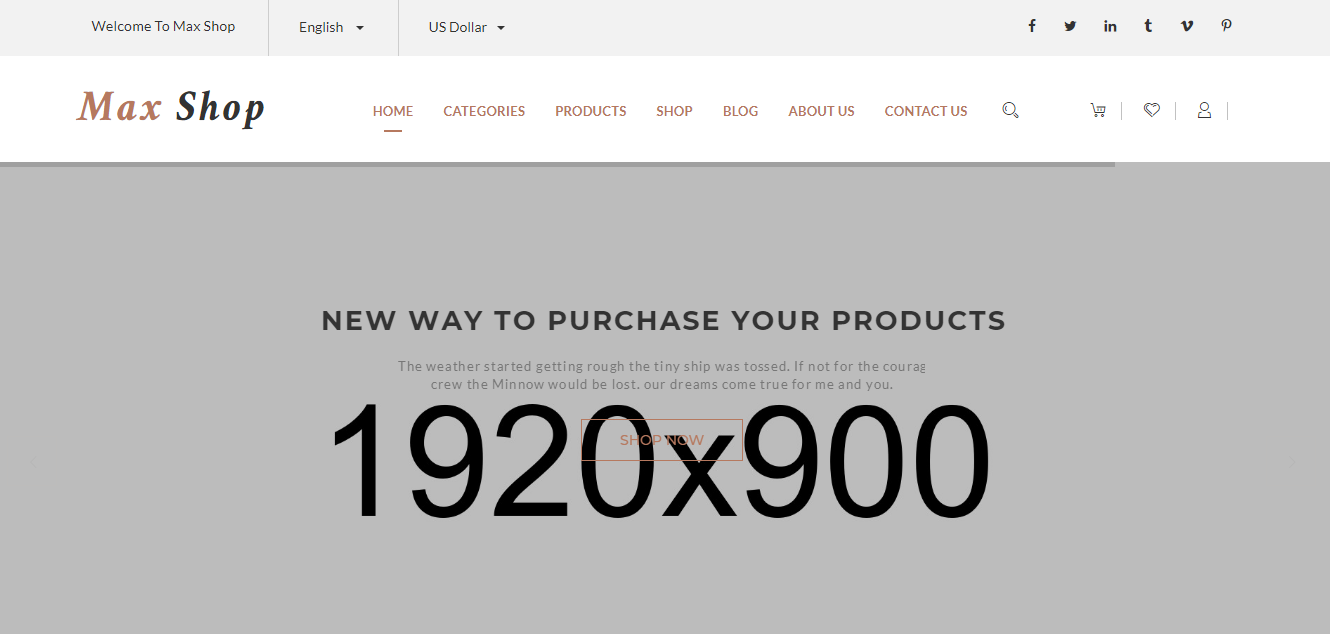 Welcome To Max Shop
English
US Dollar
Max Shop
HOME
CATEGORIES
PRODUCTS
SHOP
BLOG
ABOUT US
CONTACT US
NEW WAY TO PURCHASE YOUR PRODUCTS
The weather started getting rough the tiny ship was tossed. If not for the courag
crew the Minnow would be lost. our dreams come true for me and you.
SHOP NOW
1920x900